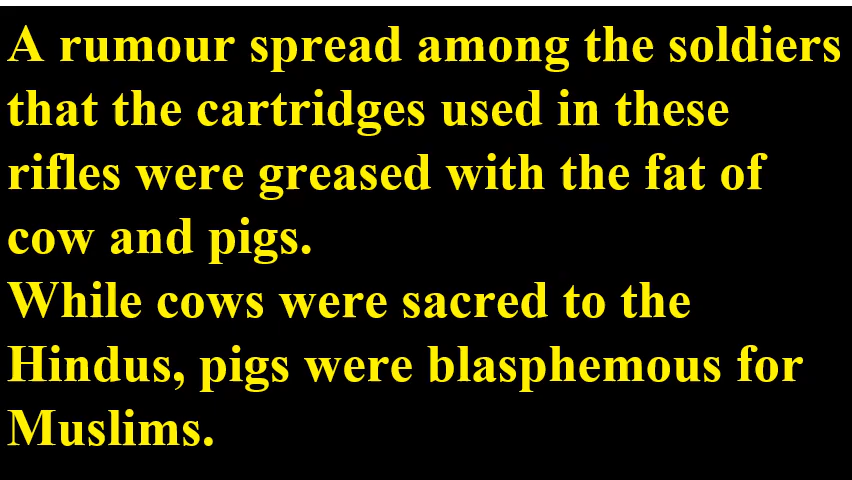 A rumour spread among the soldiers
that the cartridges used in these
rifles were greased with the fat of
cow and pigs.
While cows were sacred to the
Hindus, pigs were blasphemous for
Muslims.